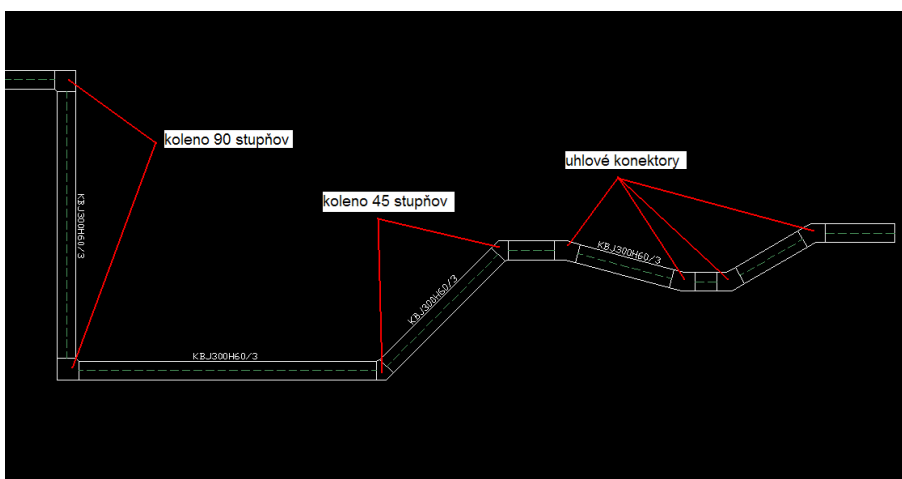 koleno 90 stupňov
uhlové konektory
KBJ300H60/3
koleno 45 stupňov
KBJ300H60/3
KBJ300H60/3
KBJ300H60/3